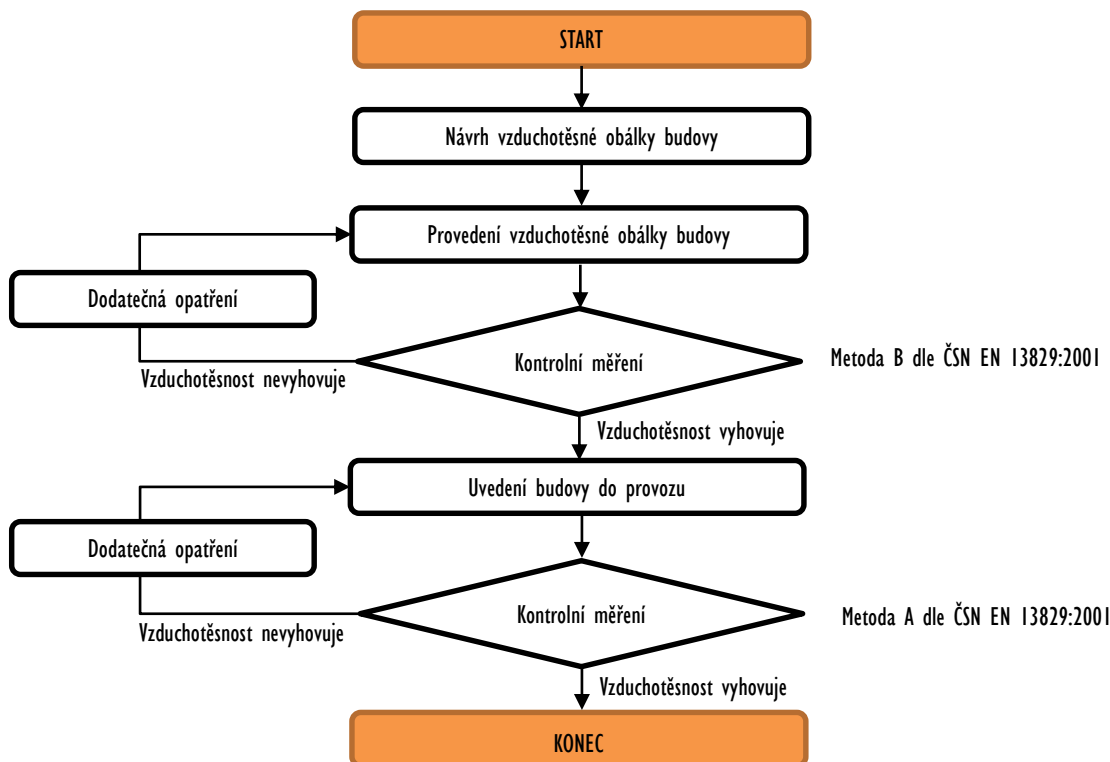 START
Návrh vzduchotěsné obálky budovy
Provedení vzduchotěsné obálky budovy
Dodatečná opatření
Kontrolní měření
Metoda B dle ČSN EN 13829:2001
Vzduchotěsnost nevyhovuje
Vzduchotěsnost vyhovuje
Uvedení budovy do provozu
Dodatečná opatření
Kontrolní měření
Metoda A dle ČSN EN 13829:2001
Vzduchotěsnost nevyhovuje
Vzduchotěsnost vyhovuje
KONEC